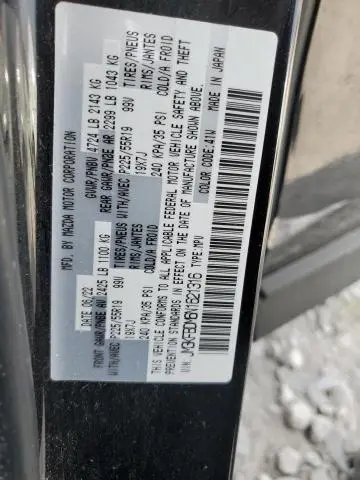 MFD. BY MAZDA MOTOR CORPORATION
DATE: 06/22 GVWR/PNBV 4724 LB 2143 KG
FRONT GAWR/PNBE AV 2425 LB 1100 KG REAR GAWR/PNBE AR 2299 LB 1043 KG
WITH/AVEC P225/55R19 99V TIRES/PNEUS WITH/AVEC P225/55R19 99V TIRES/PNEUS
19X7J RIMS/JANTES 19X7J RIMS/JANTES
240 KPA/35 PSI COLD/A FROID 240 KPA/35 PSI COLD/A FROID
THIS VEHICLE CONFORMS TO ALL APPLICABLE FEDERAL MOTOR VEHICLE SAFETY AND THEFT
PREVENTION STANDARDS IN EFFECT ON THE DATE OF MANUFACTURE SHOWN ABOVE.
VIN: JM3KFBDM6N1621316 TYPE:MPV COLOR CODE:41W MADE IN JAPAN